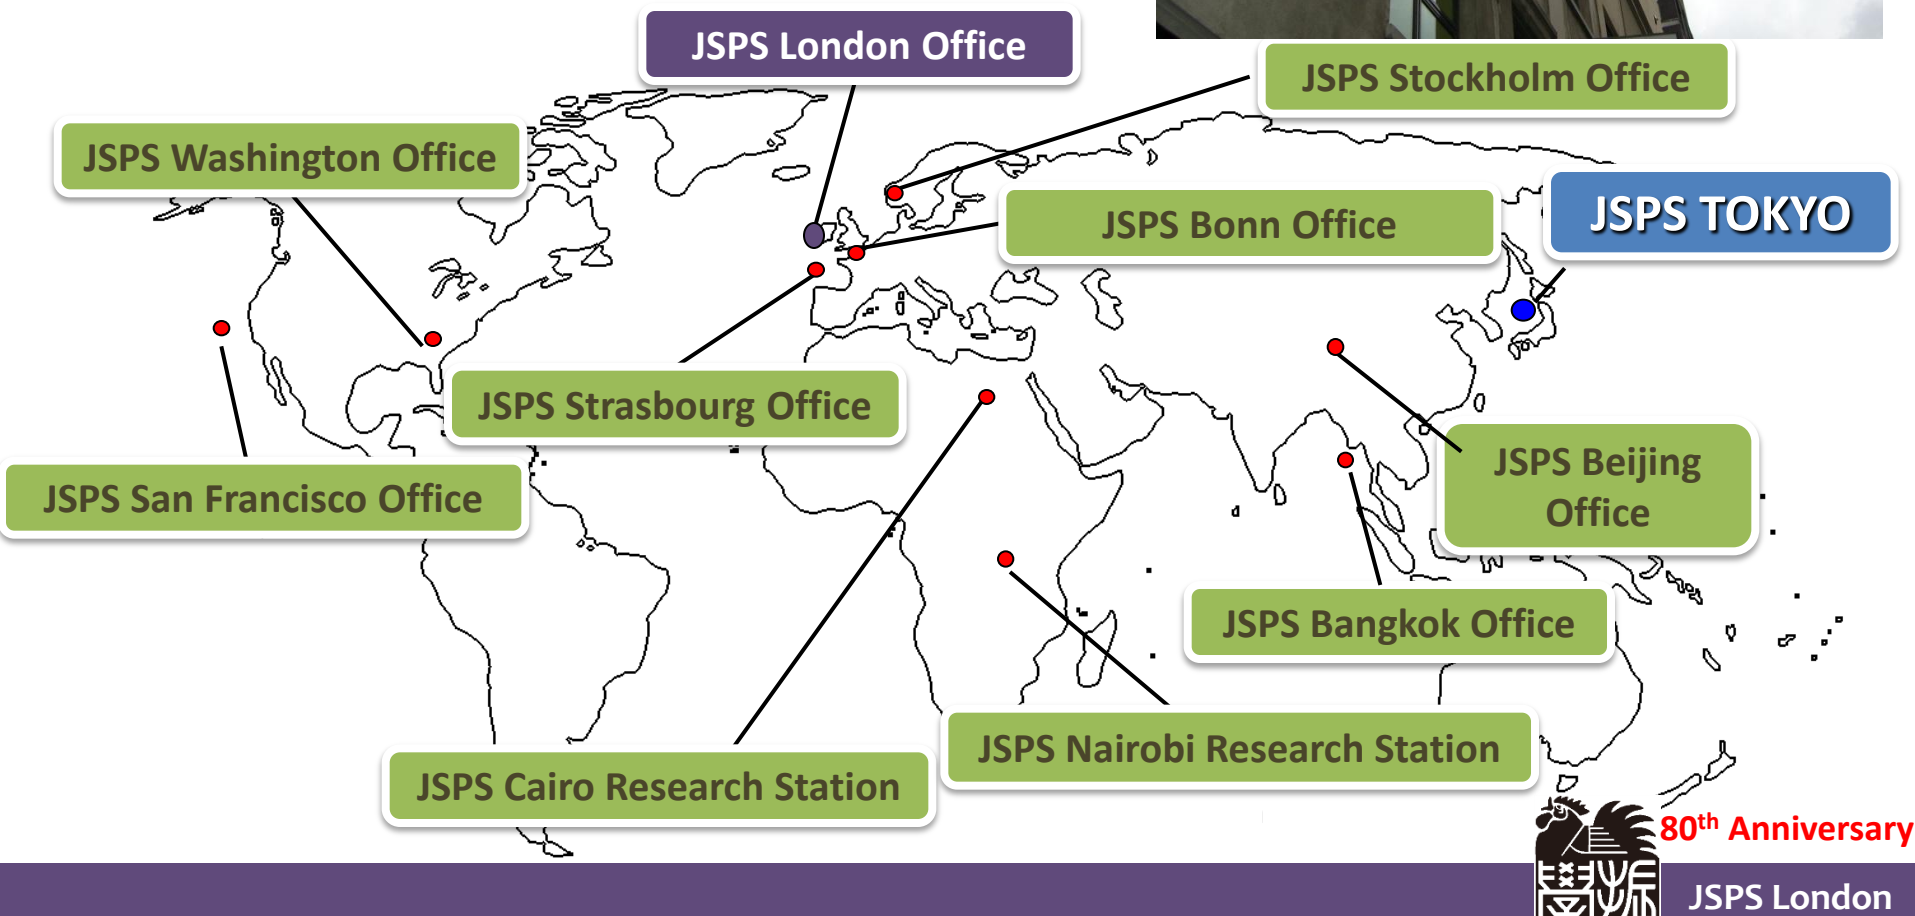 JSPS London Office
JSPS Stockholm Office
JSPS Washington Office
JSPS TOKYO
JSPS Bonn Office
JSPS Strasbourg Office
JSPS San Francisco Office
JSPS Beijing
Office
JSPS Bangkok Office
JSPS Nairobi Research Station
JSPS Cairo Research Station
80th Anniversary
JSPS London